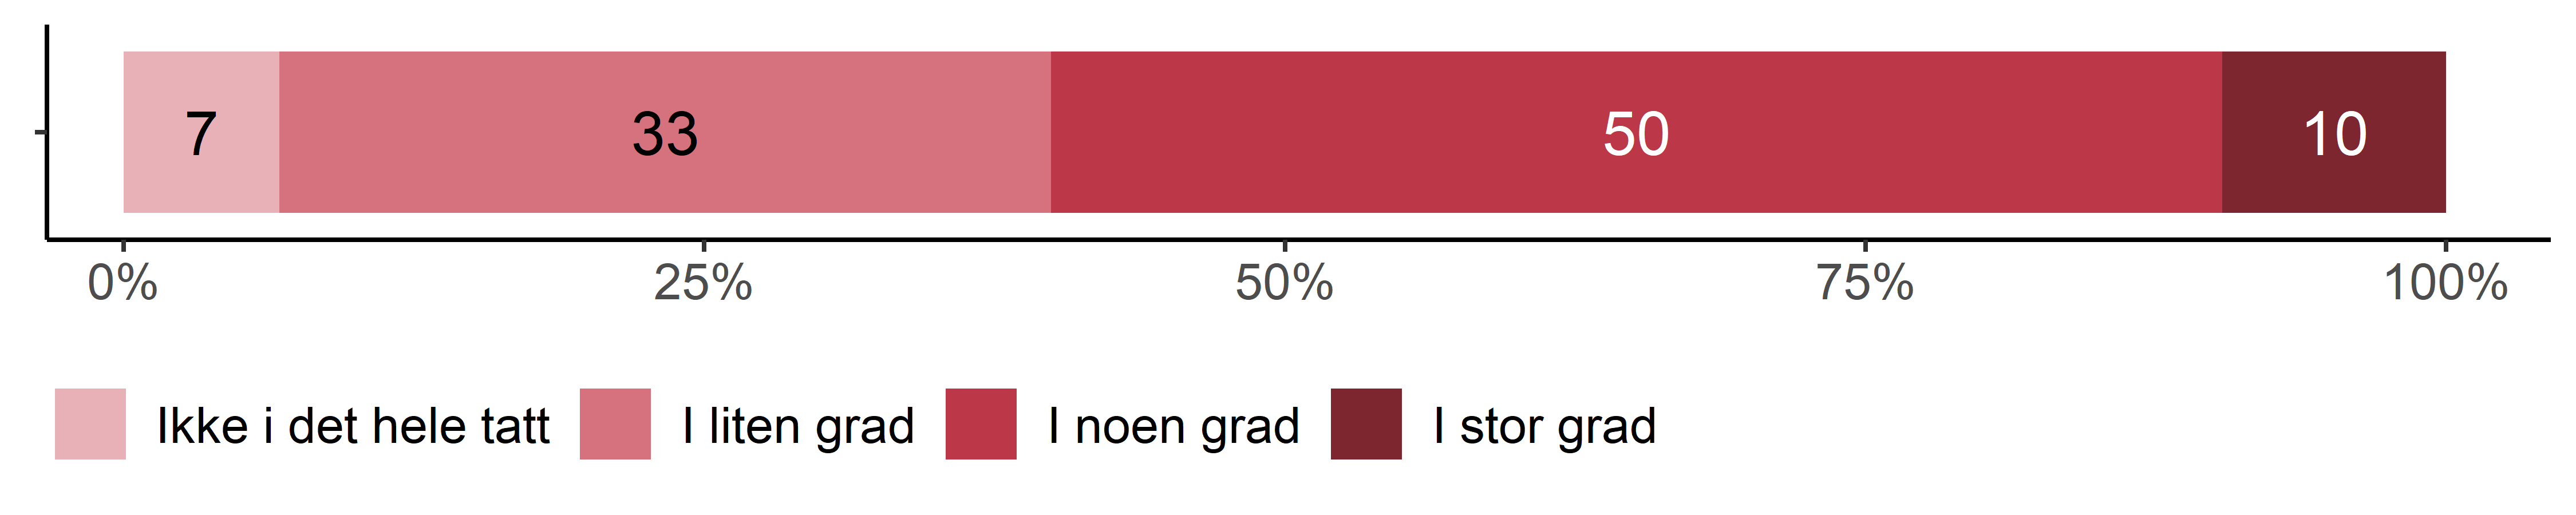 7 33 50 10
0% 25% 50% 75% 100%
Ikke i det hele tatt I liten grad I noen grad I stor grad